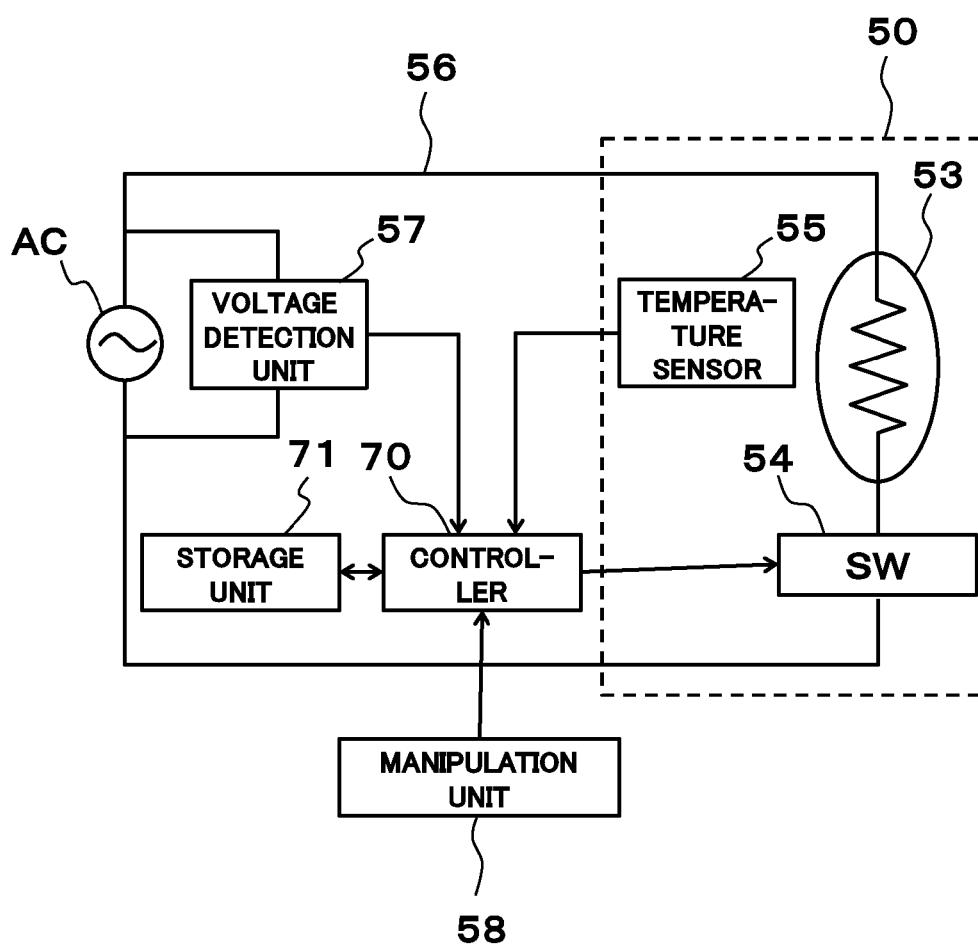 50
56
53
57
55
AC
VOLTAGE
DETECTION
UNIT
TEMPERA-
TURE
SENSOR
71
70
54
STORAGE
UNIT
CONTROL-
LER
SW
MANIPULATION
UNIT
58